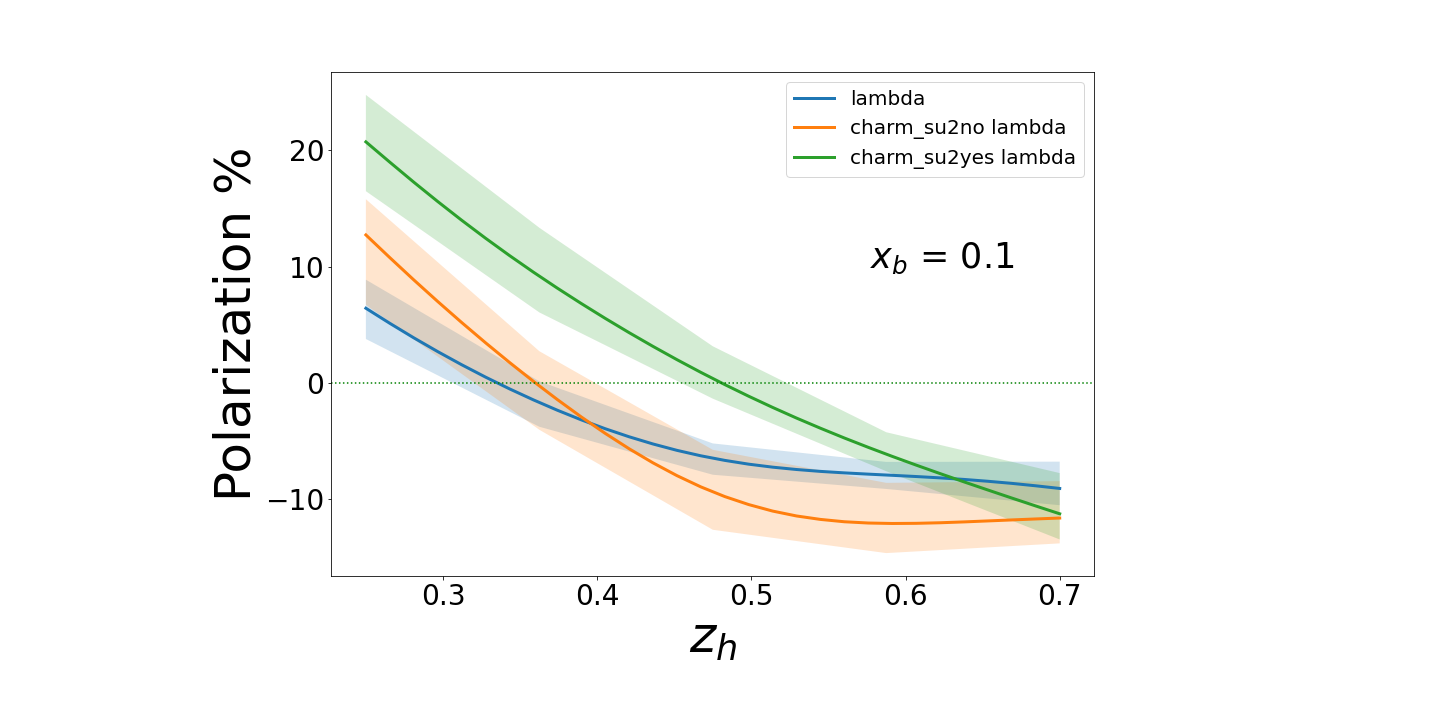 lambda
charm_su2no lambda
charm_su2yes lambda
x_b = 0.1
Polarization %
20
10
0
−10
0.3 0.4 0.5 0.6 0.7
z_h